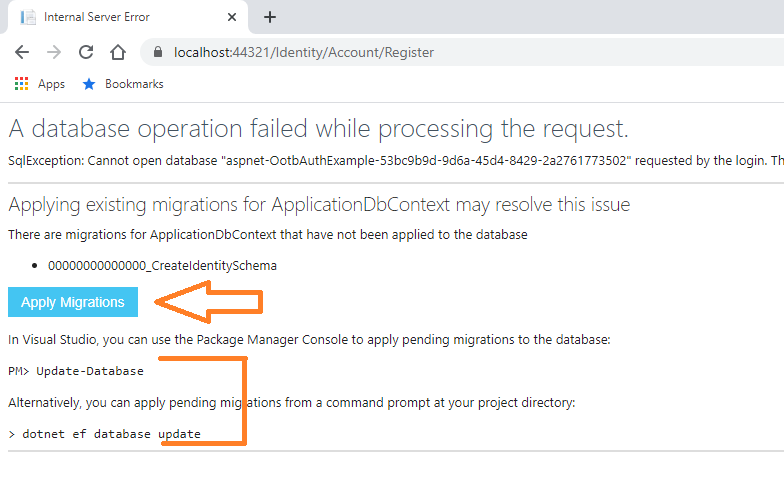 Internal Server Error
localhost:44321/Identity/Account/Register
Apps Bookmarks
A database operation failed while processing the request.
SqlException: Cannot open database "aspnet-OotbAuthExample-53bc9b9d-9d6a-45d4-8429-2a2761773502" requested by the login. Th
Applying existing migrations for ApplicationDbContext may resolve this issue
There are migrations for ApplicationDbContext that have not been applied to the database
• 00000000000000_CreateIdentitySchema
Apply Migrations
In Visual Studio, you can use the Package Manager Console to apply pending migrations to the database:
PM> Update-Database
Alternatively, you can apply pending migrations from a command prompt at your project directory:
> dotnet ef database update